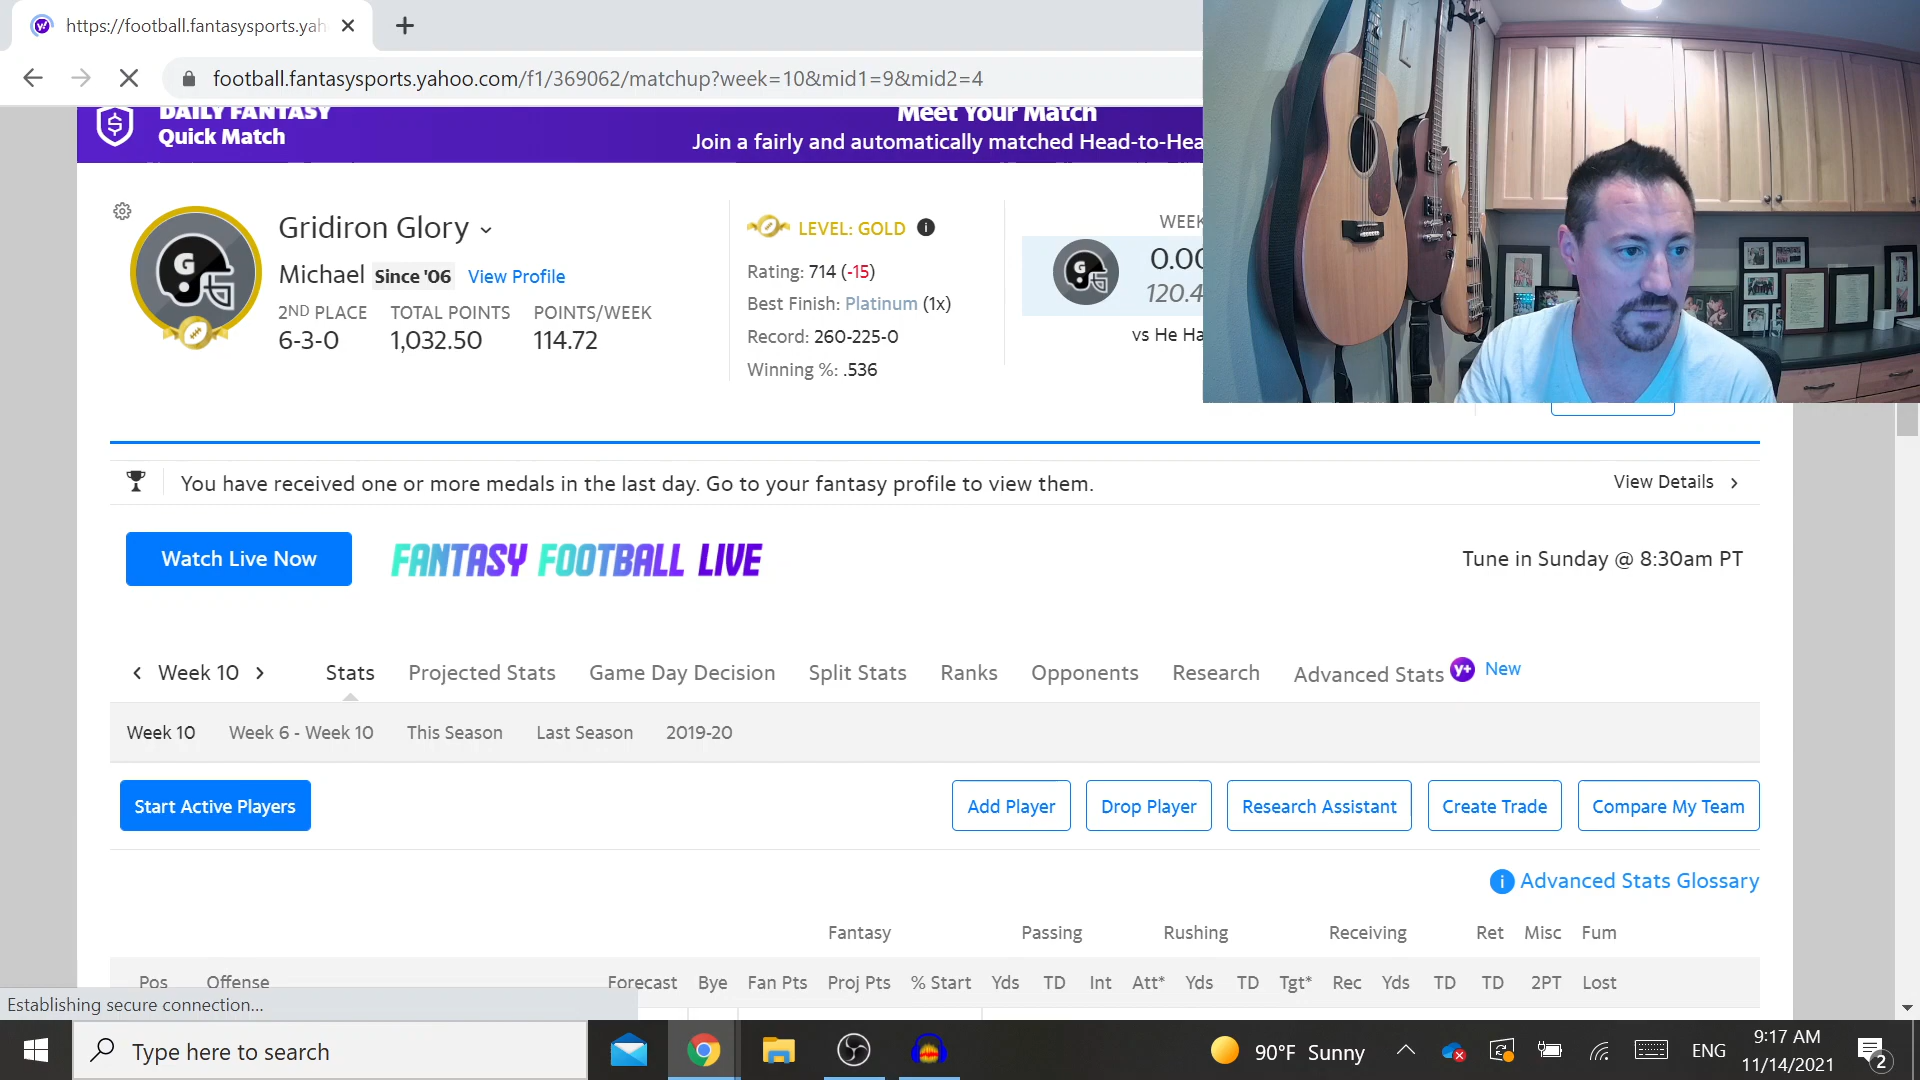 https://football.fantasysports.yah
football.fantasysports.yahoo.com/f1/369062/matchup?week=10&mid1=9&mid2=4
DAILY FANTASY
Quick Match
Meet Your Match
Join a fairly and automatically matched Head-to-Hea
Gridiron Glory
Michael Since '06 View Profile
2ND PLACE TOTAL POINTS POINTS/WEEK
6-3-0 1,032.50 114.72
LEVEL: GOLD
Rating: 714 (-15)
Best Finish: Platinum (1x)
Record: 260-225-0
Winning %: .536
WEEK
G
0.00
120.4
vs He Ha
You have received one or more medals in the last day. Go to your fantasy profile to view them.
View Details
Watch Live Now
FANTASY FOOTBALL LIVE
Tune in Sunday @ 8:30am PT
Week 10 Stats Projected Stats Game Day Decision Split Stats Ranks Opponents Research Advanced Stats y+ New
Week 10 Week 6 - Week 10 This Season Last Season 2019-20
Start Active Players Add Player Drop Player Research Assistant Create Trade Compare My Team
i Advanced Stats Glossary
Fantasy Passing Rushing Receiving Ret Misc Fum
Pos Offense Forecast Bye Fan Pts Proj Pts % Start Yds TD Int Att* Yds TD Tgt* Rec Yds TD TD 2PT Lost
Establishing secure connection...
Type here to search
90°F Sunny
ENG
9:17 AM
11/14/2021
2